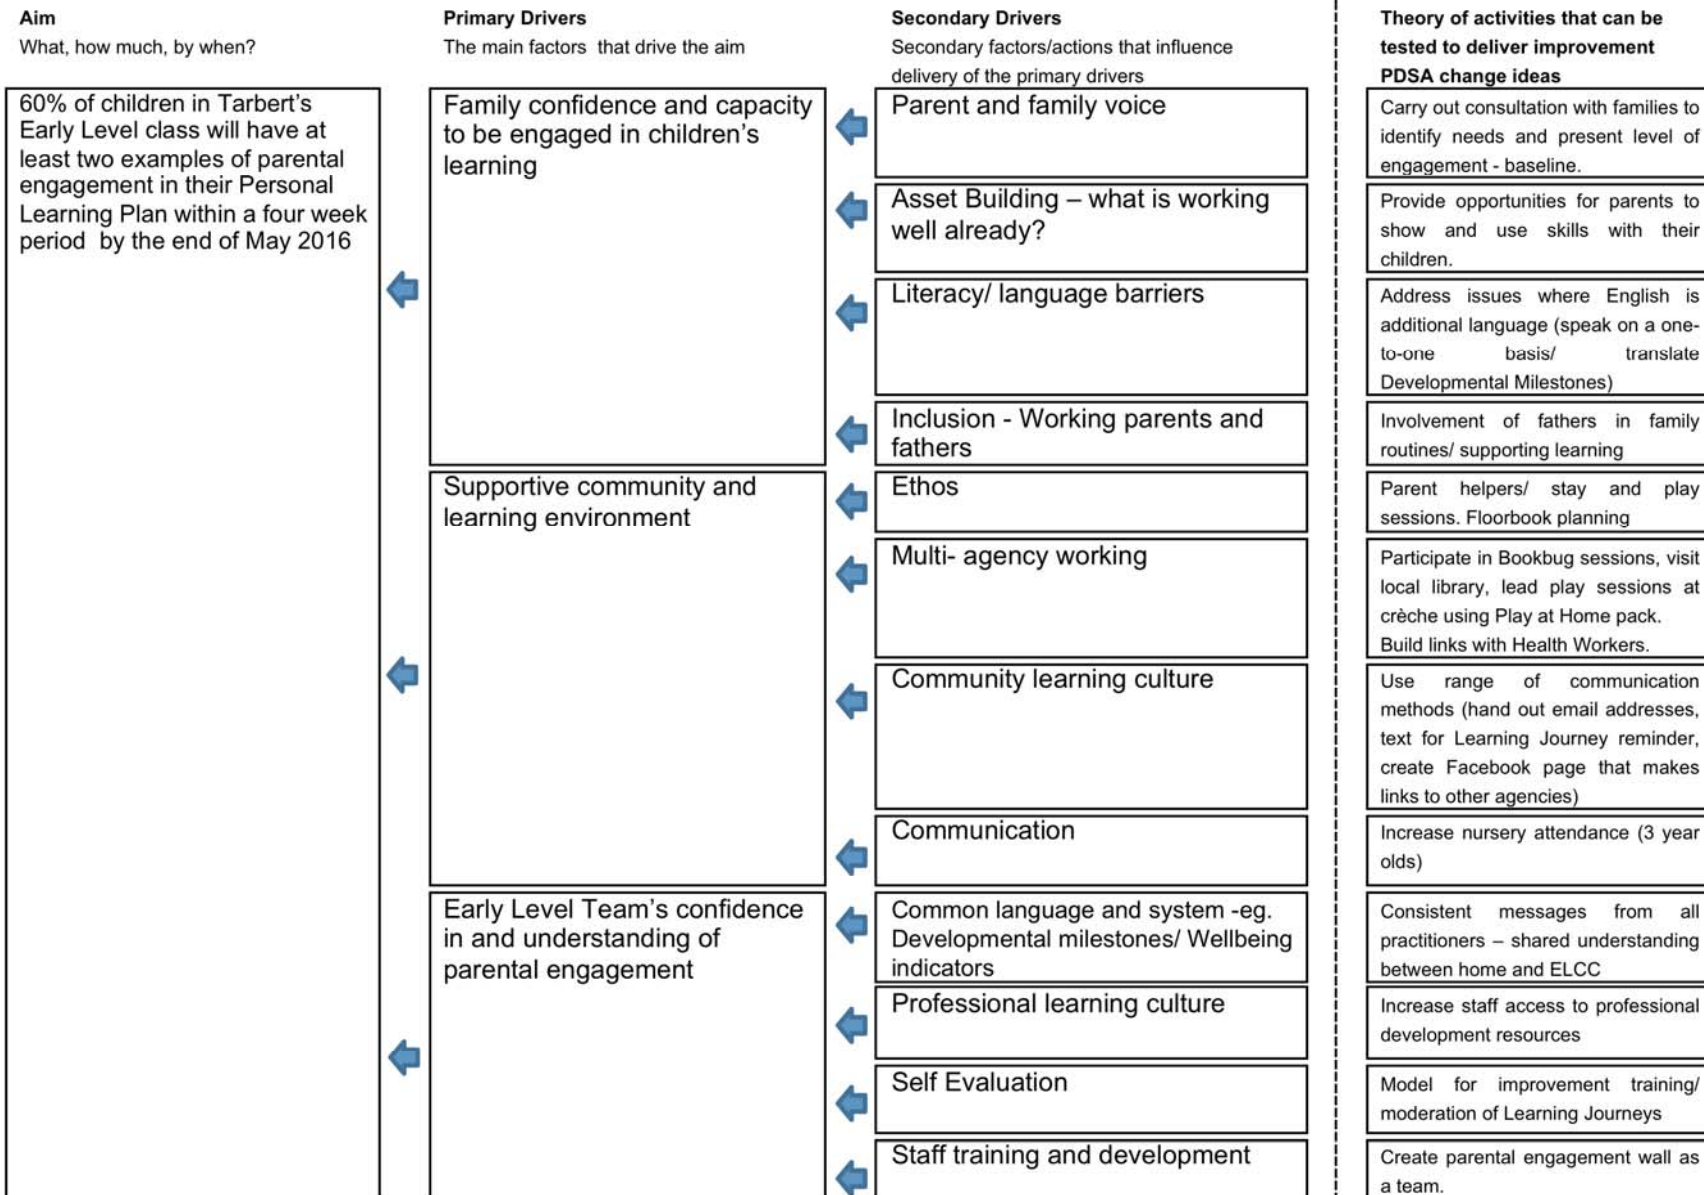 Aim
What, how much, by when?
60% of children in Tarbert's
Early Level class will have at
least two examples of parental
engagement in their Personal
Learning Plan within a four week
period by the end of May 2016
Primary Drivers
The main factors that drive the aim
Family confidence and capacity
to be engaged in children's
learning
Supportive community and
learning environment
Early Level Team's confidence
in and understanding of
parental engagement
Secondary Drivers
Secondary factors/actions that influence
delivery of the primary drivers
Parent and family voice
Asset Building – what is working
well already?
Literacy/ language barriers
Inclusion - Working parents and
fathers
Ethos
Multi- agency working
Community learning culture
Communication
Common language and system -eg.
Developmental milestones/ Wellbeing
indicators
Professional learning culture
Self Evaluation
Staff training and development
Theory of activities that can be
tested to deliver improvement
PDSA change ideas
Carry out consultation with families to
identify needs and present level of
engagement - baseline.
Provide opportunities for parents to
show and use skills with their
children.
Address issues where English is
additional language (speak on a one-
to-one basis/ translate
Developmental Milestones)
Involvement of fathers in family
routines/ supporting learning
Parent helpers/ stay and play
sessions. Floorbook planning
Participate in Bookbug sessions, visit
local library, lead play sessions at
crèche using Play at Home pack.
Build links with Health Workers.
Use range of communication
methods (hand out email addresses,
text for Learning Journey reminder,
create Facebook page that makes
links to other agencies)
Increase nursery attendance (3 year
olds)
Consistent messages from all
practitioners – shared understanding
between home and ELCC
Increase staff access to professional
development resources
Model for improvement training/
moderation of Learning Journeys
Create parental engagement wall as
a team.